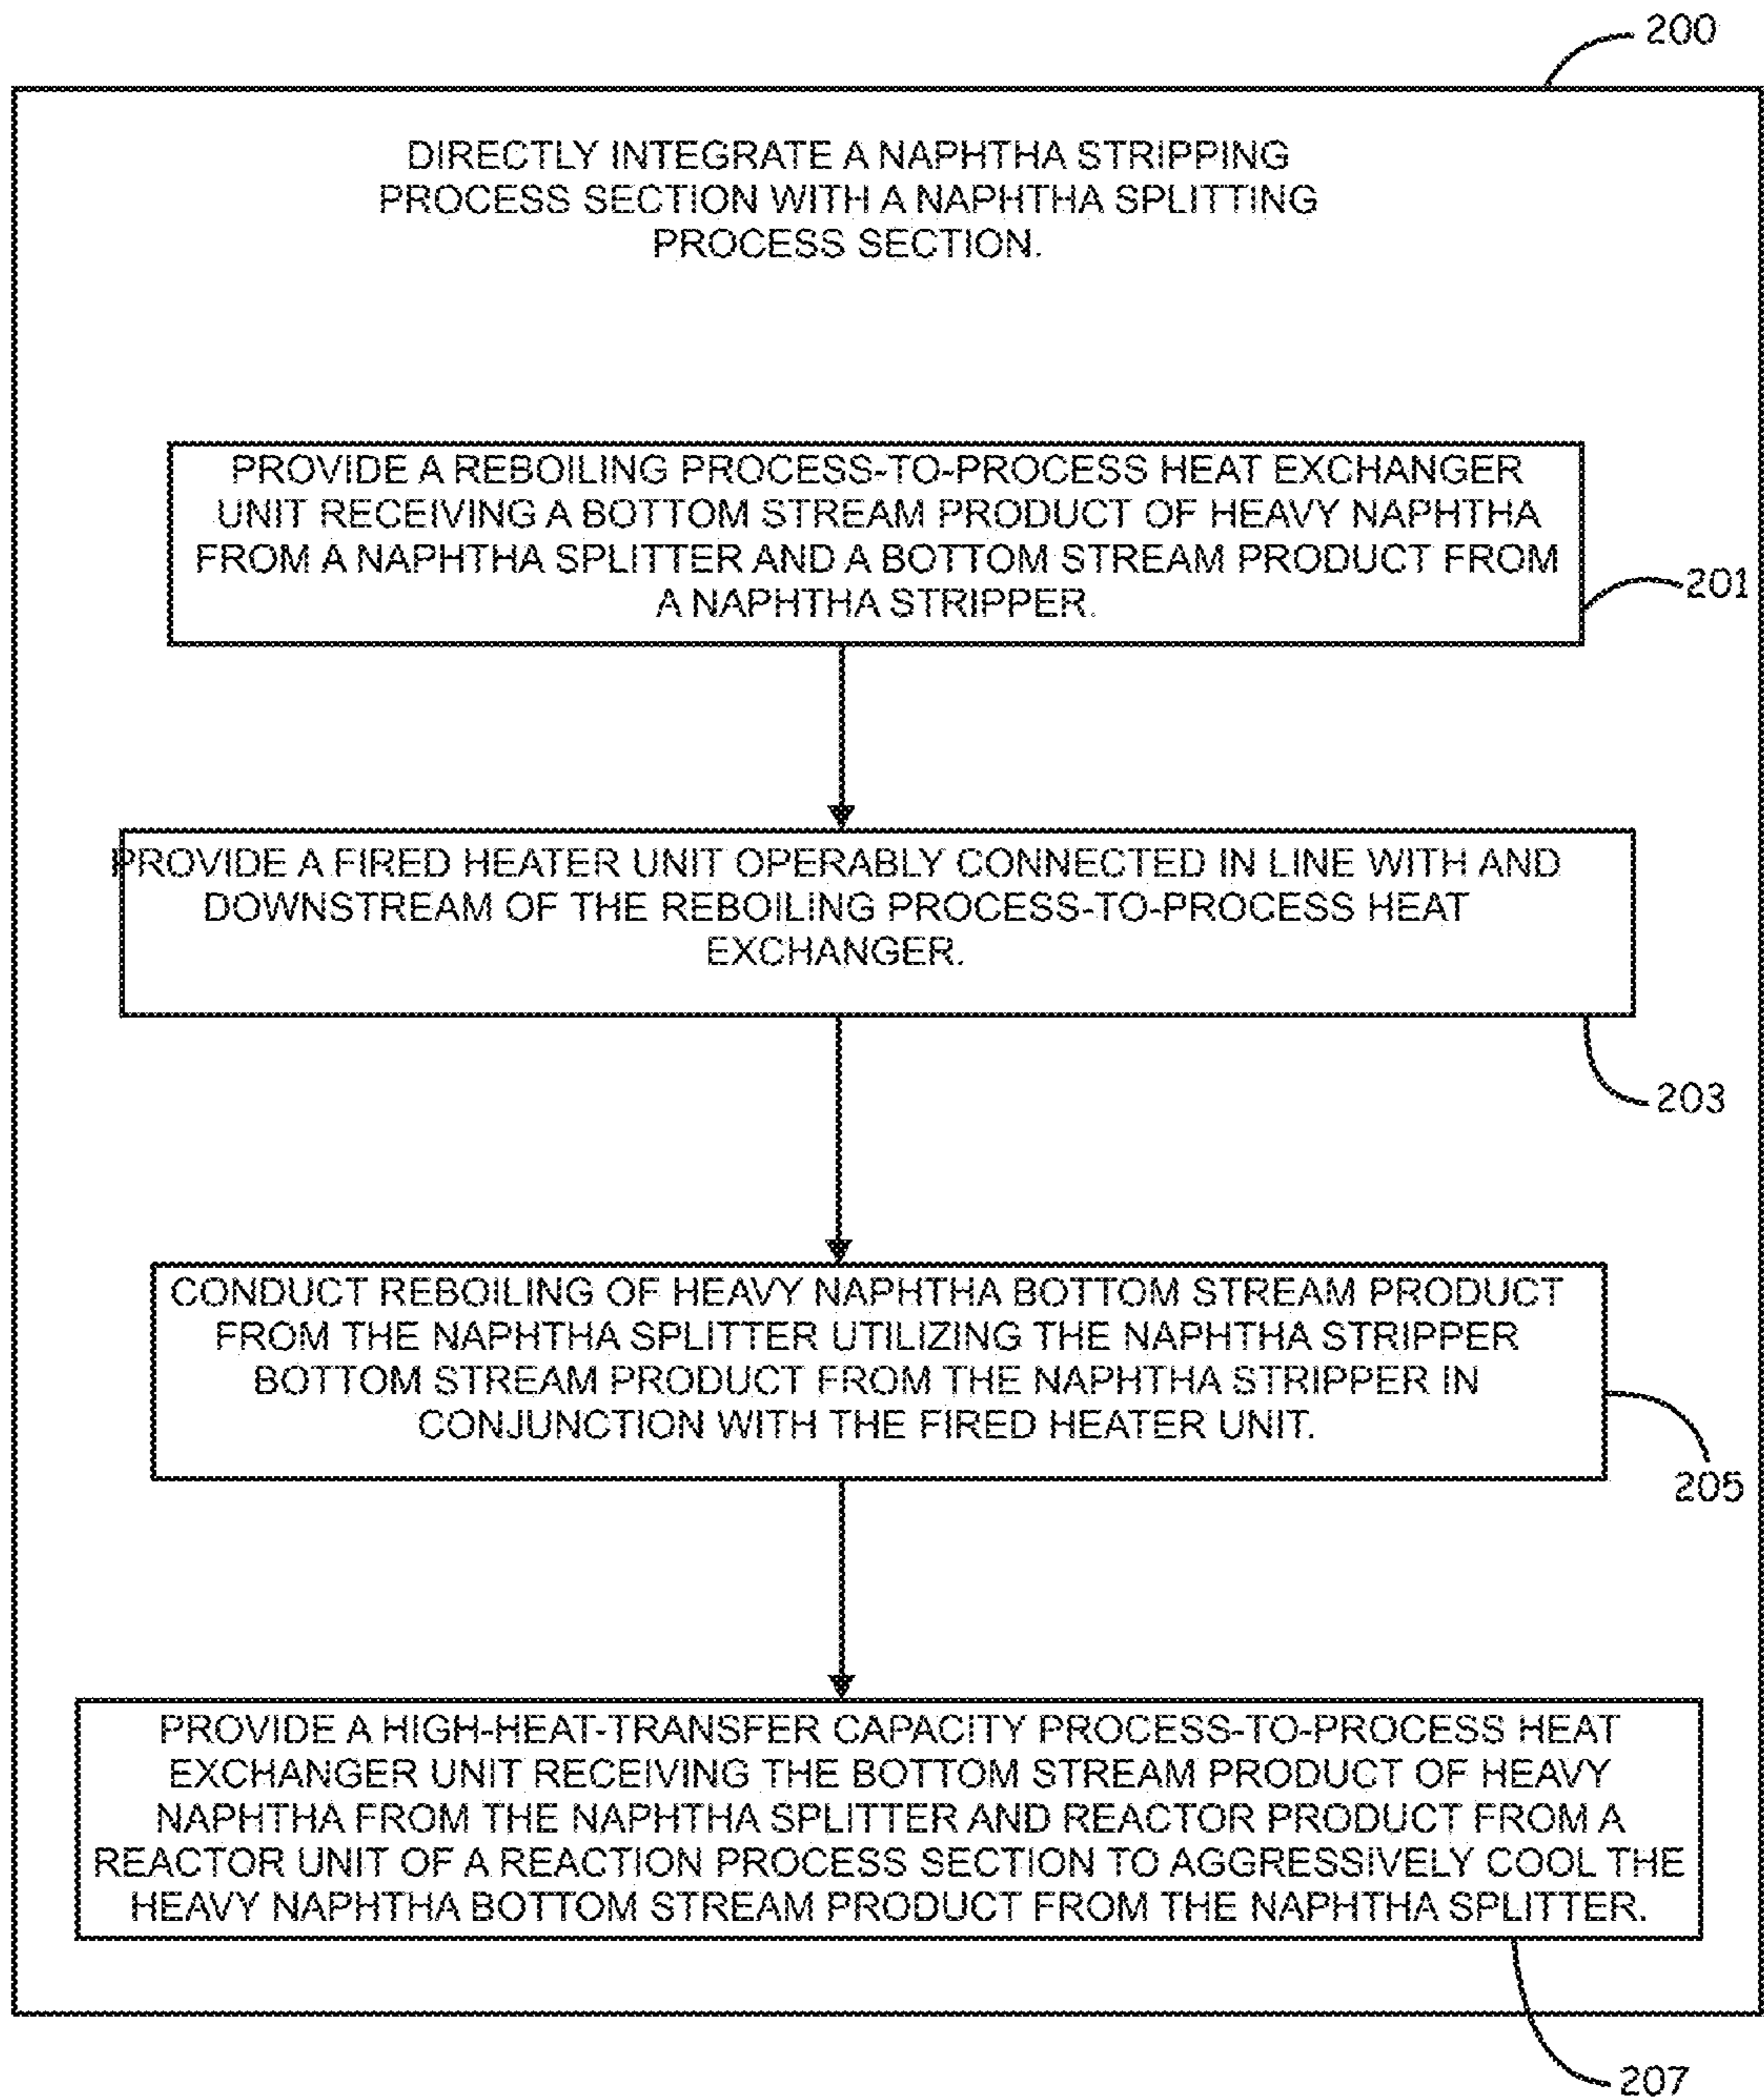 200
DIRECTLY INTEGRATE A NAPHTHA STRIPPING
PROCESS SECTION WITH A NAPHTHA SPLITTING
PROCESS SECTION.
PROVIDE A REBOILING PROCESS-TO-PROCESS HEAT EXCHANGER
UNIT RECEIVING A BOTTOM STREAM PRODUCT OF HEAVY NAPHTHA
FROM A NAPHTHA SPLITTER AND A BOTTOM STREAM PRODUCT FROM
A NAPHTHA STRIPPER.
201
PROVIDE A FIRED HEATER UNIT OPERABLY CONNECTED IN LINE WITH AND
DOWNSTREAM OF THE REBOILING PROCESS-TO-PROCESS HEAT
EXCHANGER.
203
CONDUCT REBOILING OF HEAVY NAPHTHA BOTTOM STREAM PRODUCT
FROM THE NAPHTHA SPLITTER UTILIZING THE NAPHTHA STRIPPER
BOTTOM STREAM PRODUCT FROM THE NAPHTHA STRIPPER IN
CONJUNCTION WITH THE FIRED HEATER UNIT.
205
PROVIDE A HIGH-HEAT-TRANSFER CAPACITY PROCESS-TO-PROCESS HEAT
EXCHANGER UNIT RECEIVING THE BOTTOM STREAM PRODUCT OF HEAVY
NAPHTHA FROM THE NAPHTHA SPLITTER AND REACTOR PRODUCT FROM A
REACTOR UNIT OF A REACTION PROCESS SECTION TO AGGRESSIVELY COOL THE
HEAVY NAPHTHA BOTTOM STREAM PRODUCT FROM THE NAPHTHA SPLITTER.
207